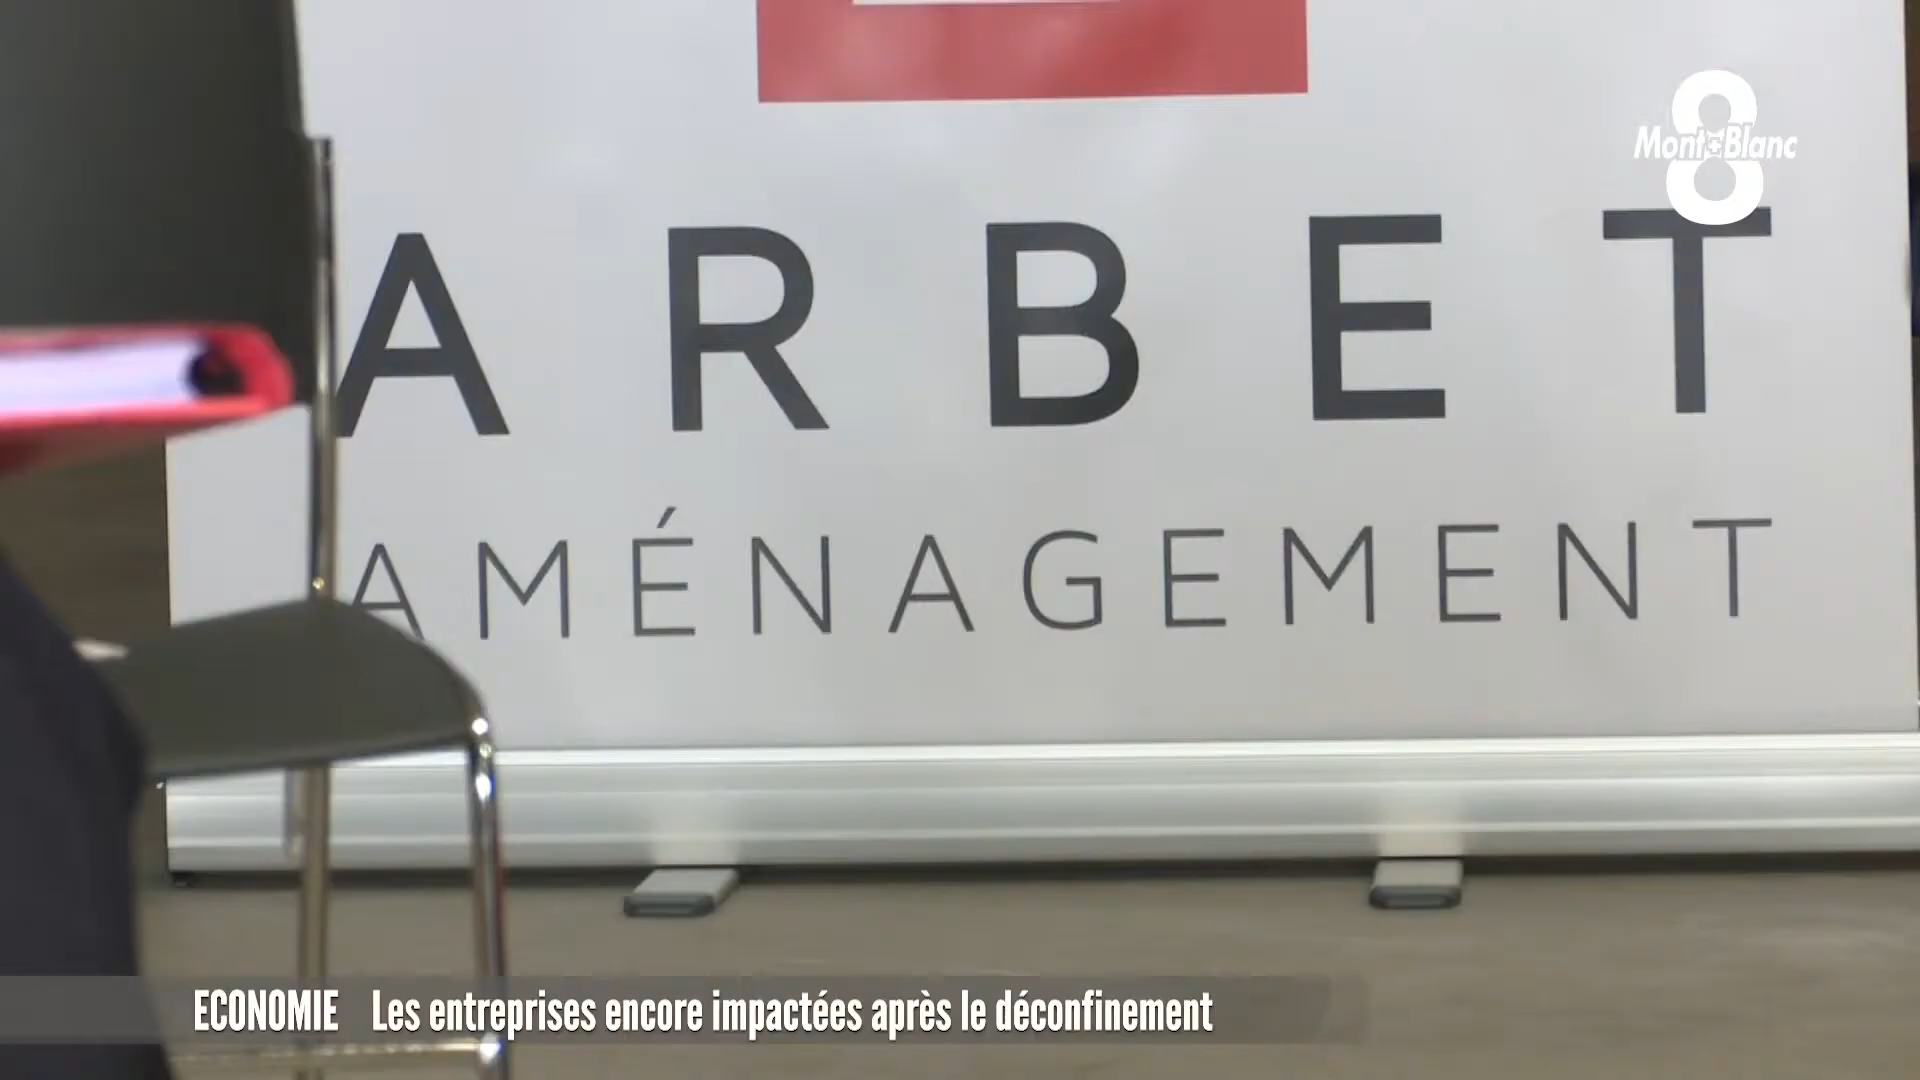 8
Mont-Blanc
ARBET
AMÉNAGEMENT
ECONOMIE Les entreprises encore impactées après le déconfinement